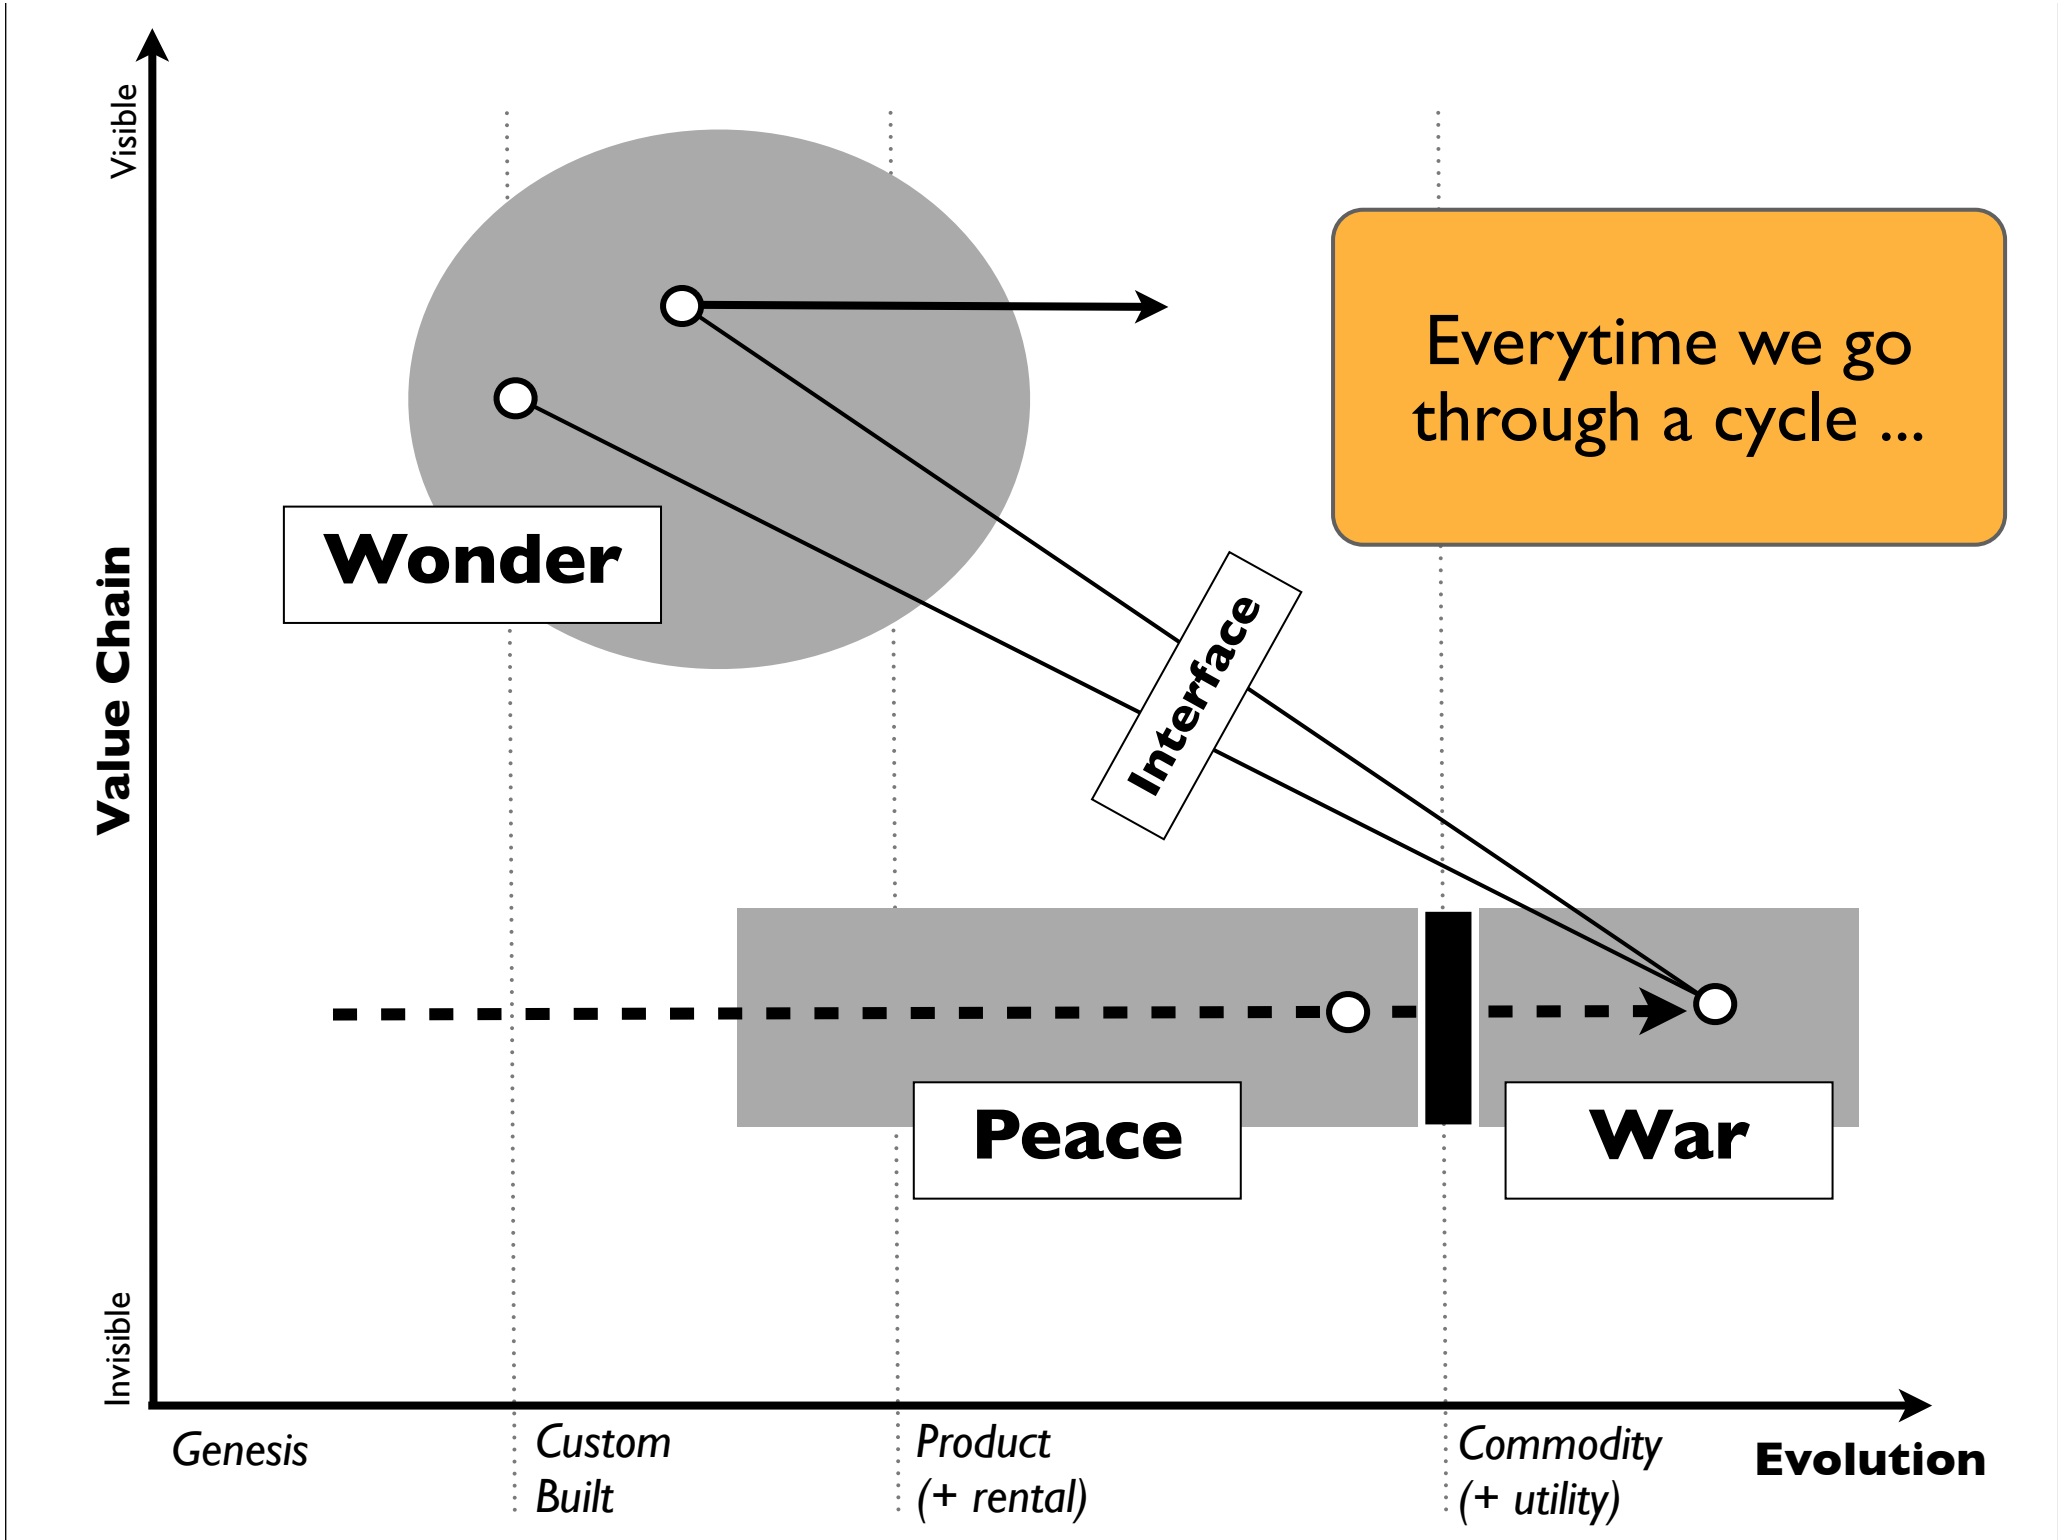 Visible
Everytime we go
through a cycle ...
Wonder
Interface
Value Chain
Peace
War
Invisible
Genesis
Custom
Built
Product
(+ rental)
Commodity
(+ utility)
Evolution